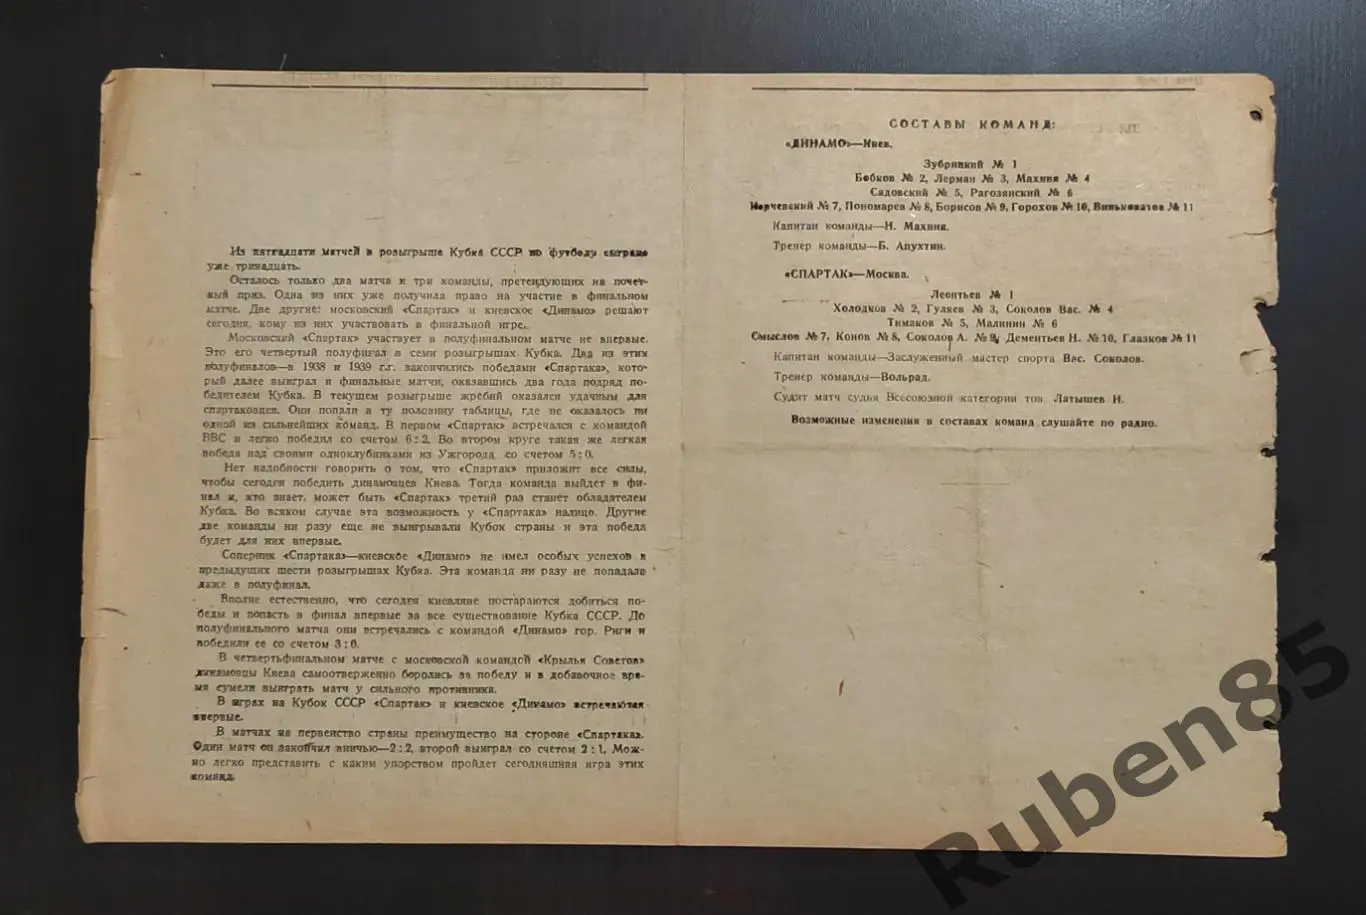 Из пятнадцати матчей в розыгрыше Кубка СССР по футболу сыграно
уже тринадцать.
Осталось только два матча и три команды, претендующих на почет-
ный приз. Одна из них уже получила право на участие в финальном
матче. Две другие: московский «Спартак» и киевское «Динамо» решают
сегодня, кому из них участвовать в финальной игре.
Московский «Спартак» участвует в полуфинальном матче не впервые.
Это его четвертый полуфинал в семи розыгрышах Кубка. Два из этих
полуфиналов—в 1938 и 1939 г.г. закончились победами «Спартака», кото-
рый далее выиграл и финальные матчи, оказавшись два года подряд по-
бедителем Кубка. В текущем розыгрыше жребий оказался удачным для
спартаковцев. Они попали в ту половину таблицы, где не оказалось ни
одной из сильнейших команд. В первом «Спартак» встречался с командой
ВВС и легко победил со счетом 6:2. Во втором круге такая же легкая
победа над своими одноклубниками из Ужгорода со счетом 5:0.
Нет надобности говорить о том, что «Спартак» приложит все силы,
чтобы сегодня победить динамовцев Киева. Тогда команда выйдет в фи-
нал и, кто знает, может быть «Спартак» третий раз станет обладателем
Кубка. Во всяком случае эта возможность у «Спартака» налицо. Другие
две команды ни разу еще не выигрывали Кубок страны и эта победа
будет для них впервые.
Соперник «Спартака»—киевское «Динамо» не имел особых успехов в
предыдущих шести розыгрышах Кубка. Эта команда ни разу не попадала
даже в полуфинал.
Вполне естественно, что сегодня киевляне постараются добиться по-
беды и попасть в финал впервые за все существование Кубка СССР. До
полуфинального матча они встречались с командой «Динамо» гор. Риги и
победили ее со счетом 3:0.
В четвертьфинальном матче с московской командой «Крылья Советов»
динамовцы Киева самоотверженно боролись за победу и в добавочное вре-
мя сумели выиграть матч у сильного противника.
В играх на Кубок СССР «Спартак» и киевское «Динамо» встречаются
впервые.
В матчах на первенство страны преимущество на стороне «Спартака».
Один матч он закончил вничью—2:2, второй выиграл со счетом 2:1. Мож-
но легко представить с каким упорством пройдет сегодняшняя игра этих
команд.
СОСТАВЫ КОМАНД:
«ДИНАМО»—Киев.
Зубрицкий № 1
Бобков № 2, Лерман № 3, Махиня № 4
Садовский № 5, Рагозянский № 6
Корчевский № 7, Пономарев № 8, Борисов № 9, Горохов № 10, Виньковатов № 11
Капитан команды—Н. Махиня.
Тренер команды—Б. Апухтин.
«СПАРТАК»—Москва.
Леонтьев № 1
Холодков № 2, Гуляев № 3, Соколов Вас. № 4
Тимаков № 5, Малинин № 6
Смыслов № 7, Конов № 8, Соколов А. № 9, Дементьев Н. № 10, Глазков № 11
Капитан команды—Заслуженный мастер спорта Вас. Соколов.
Тренер команды—Вольрад.
Судит матч судья Всесоюзной категории тов. Латышев Н.
Возможные изменения в составах команд слушайте по радио.
Ruben85